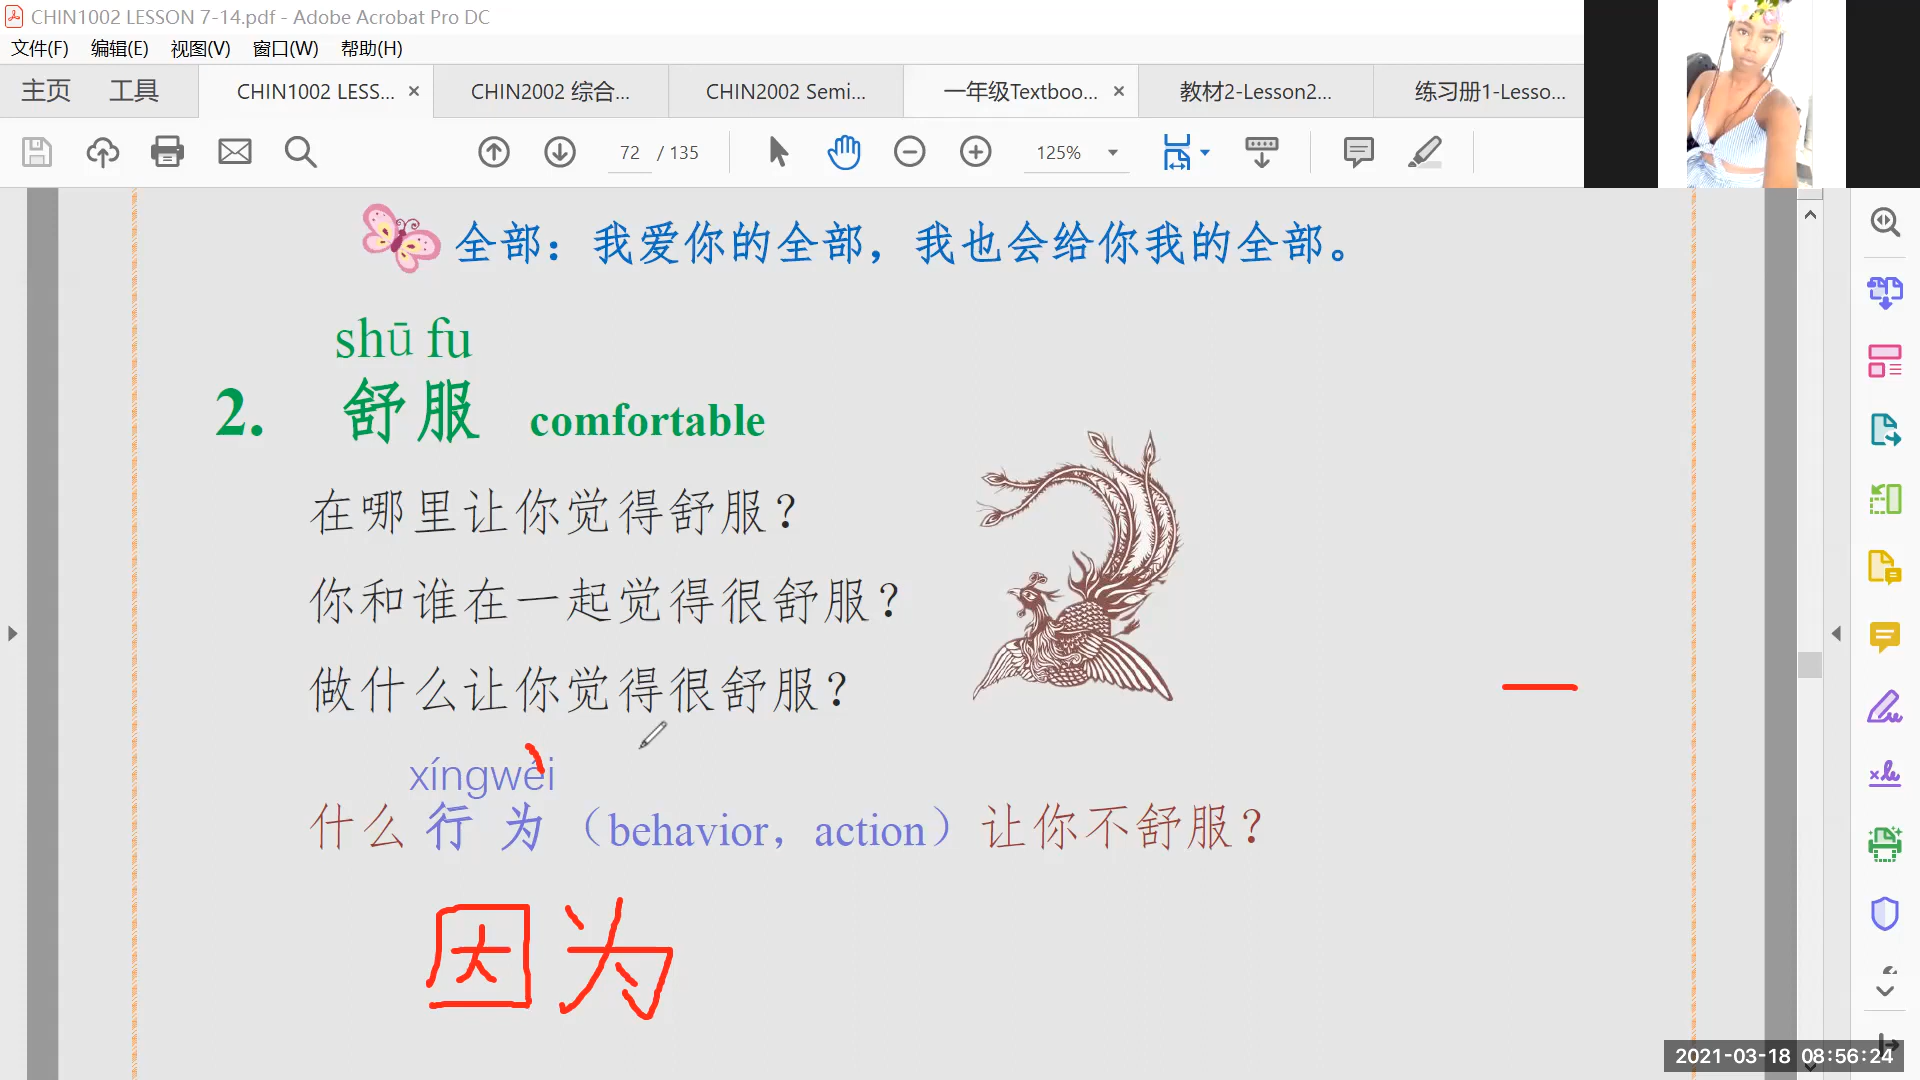 CHIN1002 LESSON 7-14.pdf - Adobe Acrobat Pro DC
文件(F) 编辑(E) 视图(V) 窗口(W) 帮助(H)
主页 工具 CHIN1002 LESS... × CHIN2002 综合... CHIN2002 Semi... 一年级Textboo... × 教材2-Lesson2... 练习册1-Lesso...
72 / 135 125%
全部：我爱你的全部，我也会给你我的全部。
shū fu
2. 舒服 comfortable
在哪里让你觉得舒服？
你和谁在一起觉得很舒服？
做什么让你觉得很舒服？
xíngwéi
什么 行 为 （behavior，action）让你不舒服？
因为
2021-03-18 08:56:24